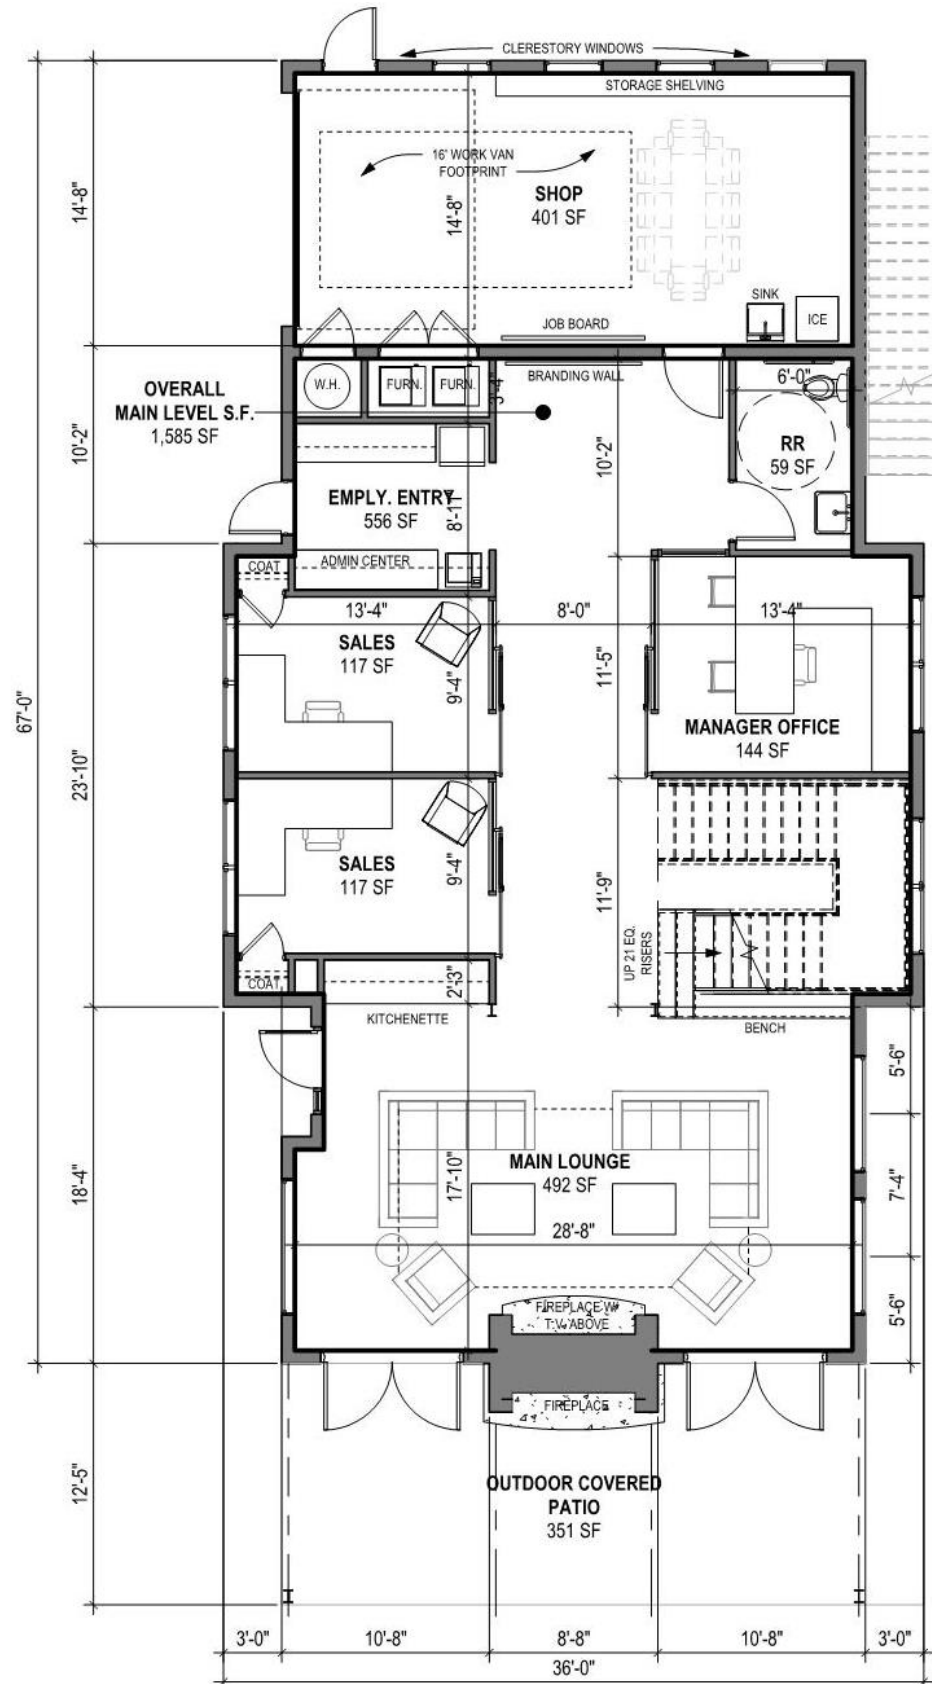 CLERESTORY WINDOWS
STORAGE SHELVING
16' WORK VAN
FOOTPRINT
SHOP
401 SF
14'-8"
14'-8"
SINK
ICE
JOB BOARD
OVERALL
MAIN LEVEL S.F.
1,585 SF
W.H.
FURN.
FURN.
3'-4"
BRANDING WALL
6'-0"
RR
59 SF
10'-2"
10'-2"
EMPLY. ENTRY
556 SF
8'-11"
ADMIN CENTER
COAT
13'-4"
8'-0"
13'-4"
SALES
117 SF
9'-4"
11'-5"
MANAGER OFFICE
144 SF
67'-0"
23'-10"
SALES
117 SF
9'-4"
11'-9"
UP 21 EQ.
RISERS
COAT
2'-3"
KITCHENETTE
BENCH
5'-6"
MAIN LOUNGE
492 SF
17'-10"
18'-4"
7'-4"
28'-8"
FIREPLACE W/
T.V. ABOVE
5'-6"
FIREPLACE
OUTDOOR COVERED
PATIO
351 SF
12'-5"
3'-0"
10'-8"
8'-8"
10'-8"
3'-0"
36'-0"